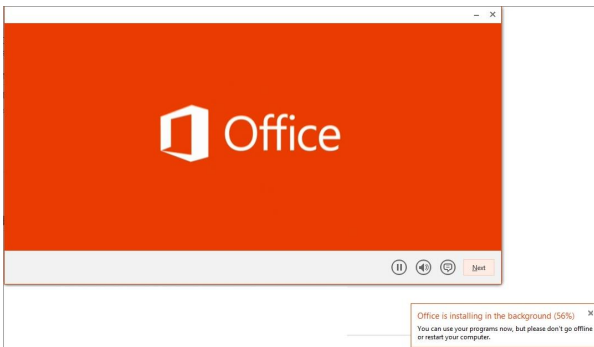 Office
Next
Office is installing in the background (56%)
You can use your programs now, but please don't go offline
or restart your computer.